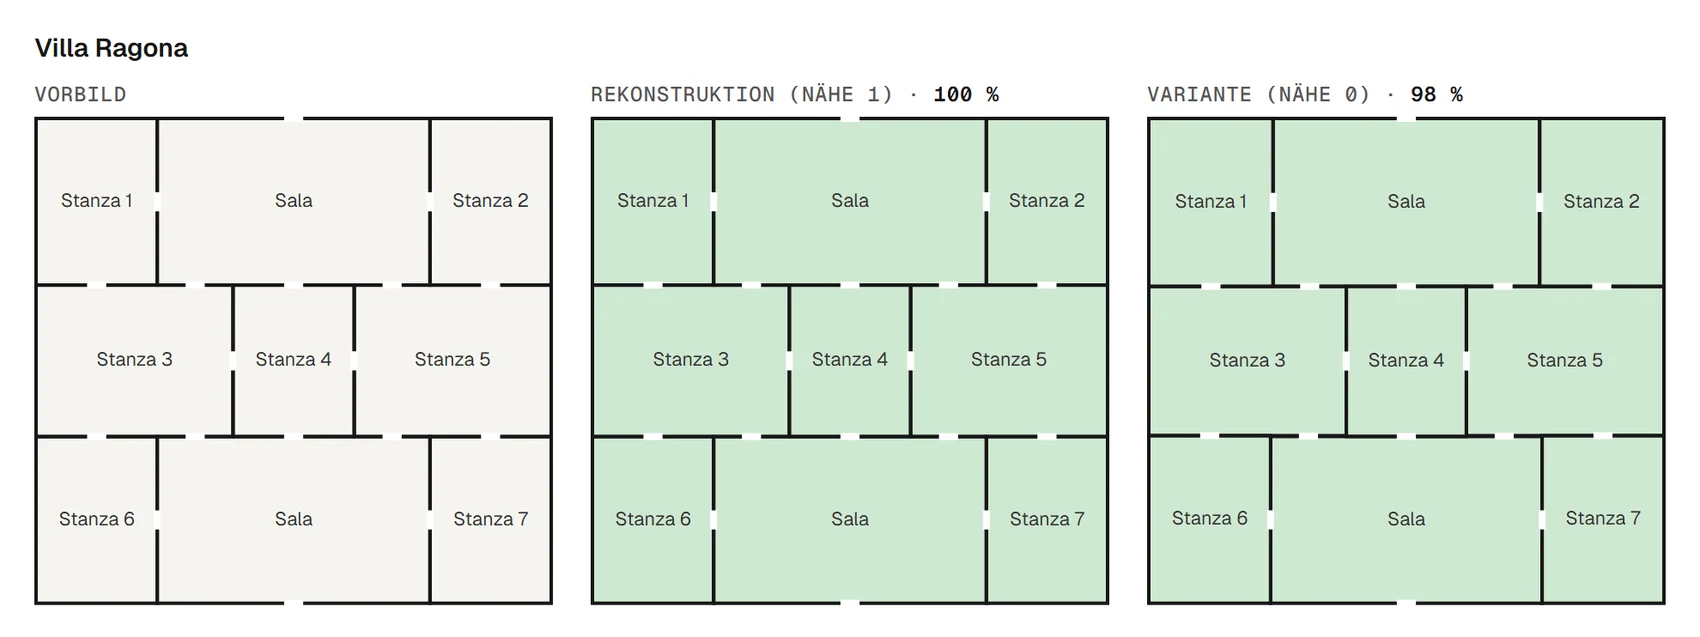 Villa Ragona
VORBILD
Stanza 1 Sala Stanza 2
Stanza 3 Stanza 4 Stanza 5
Stanza 6 Sala Stanza 7
REKONSTRUKTION (NÄHE 1) · 100 %
Stanza 1 Sala Stanza 2
Stanza 3 Stanza 4 Stanza 5
Stanza 6 Sala Stanza 7
VARIANTE (NÄHE 0) · 98 %
Stanza 1 Sala Stanza 2
Stanza 3 Stanza 4 Stanza 5
Stanza 6 Sala Stanza 7